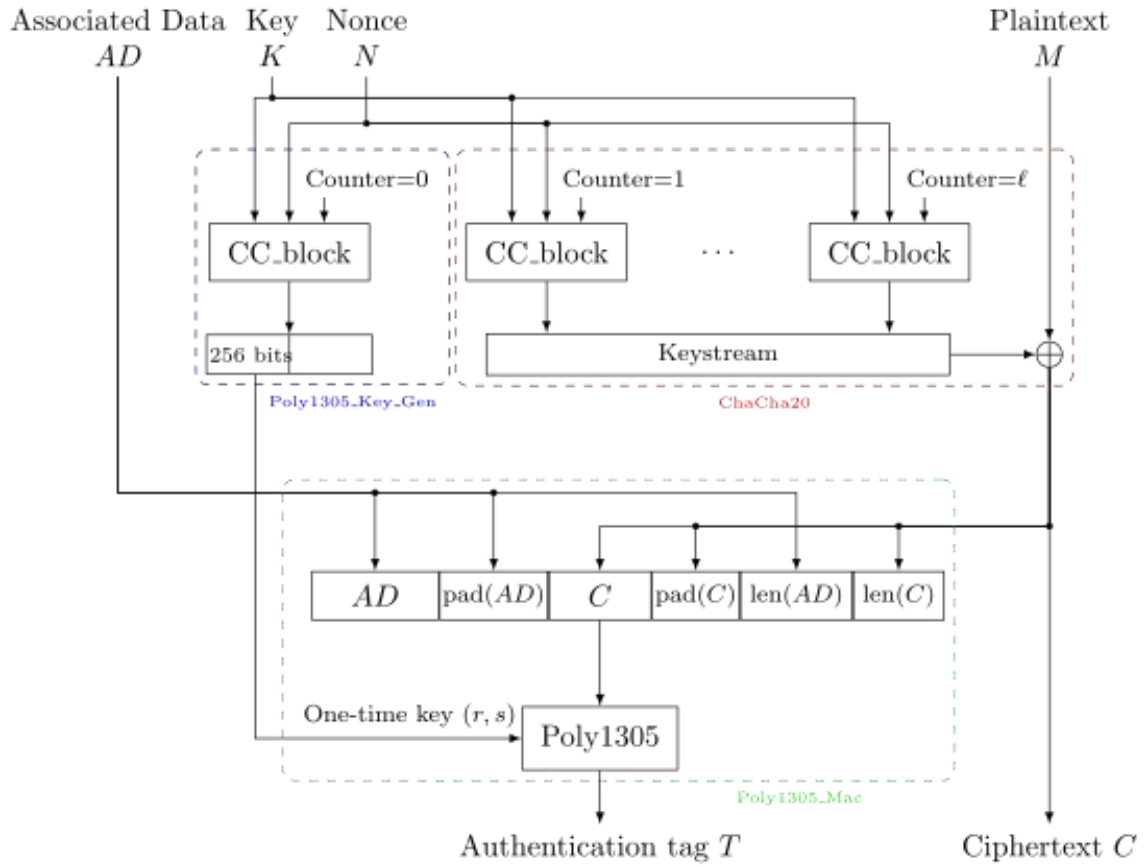 Associated Data Key Nonce Plaintext
AD K N M
Counter=0 Counter=1 Counter=ℓ
CC_block CC_block ... CC_block
256 bits Keystream
Poly1305_Key_Gen ChaCha20
AD pad(AD) C pad(C) len(AD) len(C)
One-time key (r, s)
Poly1305
Poly1305_Mac
Authentication tag T Ciphertext C